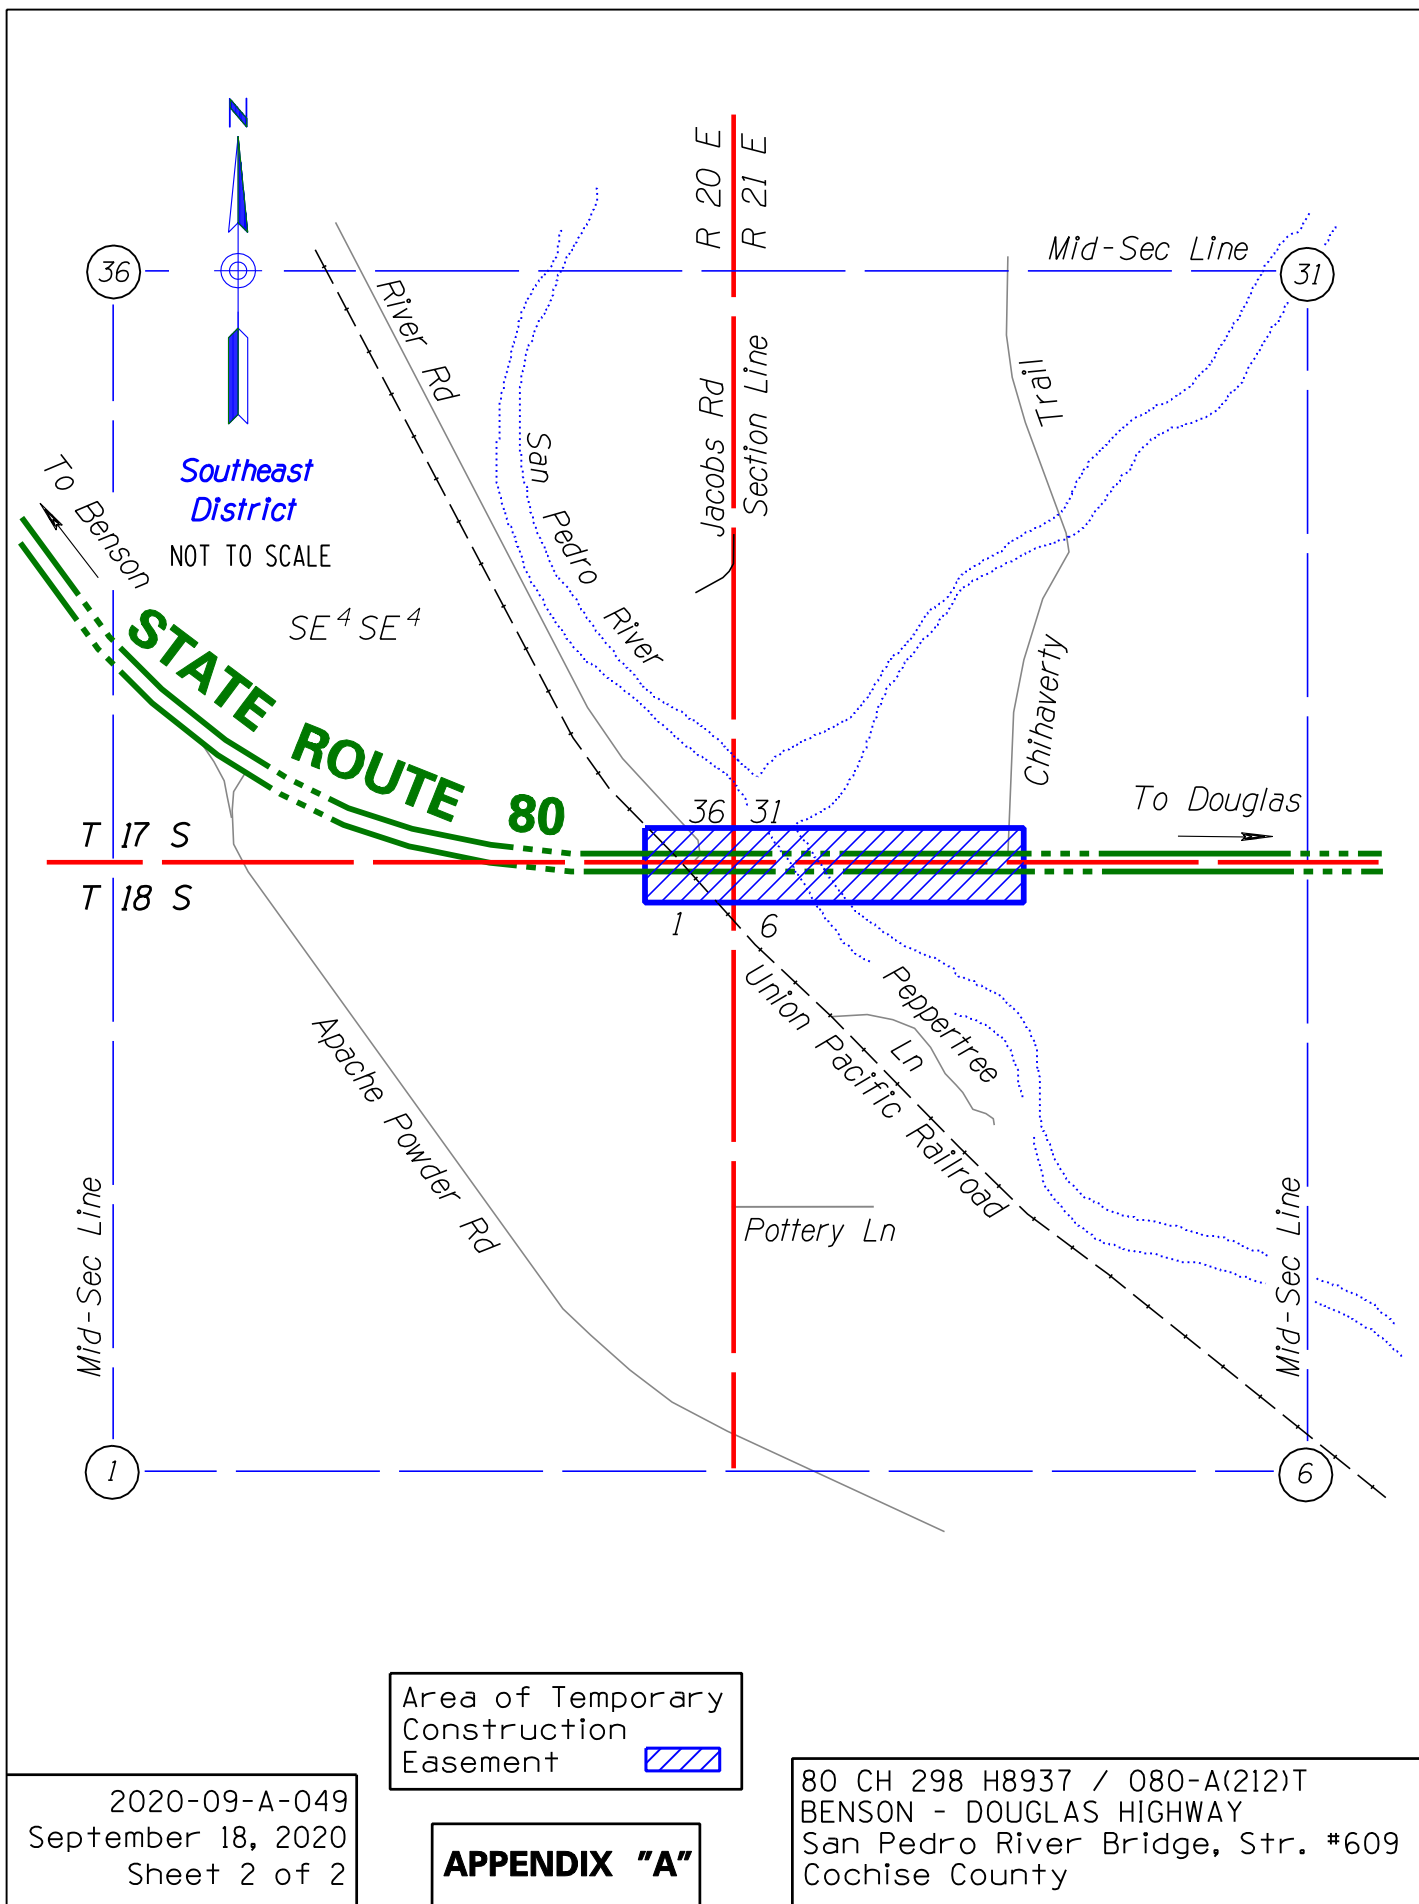 N
R 20 E
R 21 E
36
Mid-Sec Line
31
River Rd
Jacobs Rd
Section Line
Trail
San Pedro River
To Benson
Southeast
District
NOT TO SCALE
SE 4 SE 4
STATE ROUTE 80
Chihaverty
To Douglas
36 31
T 17 S
T 18 S
1 6
Union Pacific Railroad
Peppertree
Ln
Apache Powder Rd
Pottery Ln
Mid-Sec Line
Mid-Sec Line
1
6
Area of Temporary
Construction
Easement
2020-09-A-049
September 18, 2020
Sheet 2 of 2
APPENDIX "A"
80 CH 298 H8937 / 080-A(212)T
BENSON - DOUGLAS HIGHWAY
San Pedro River Bridge, Str. #609
Cochise County